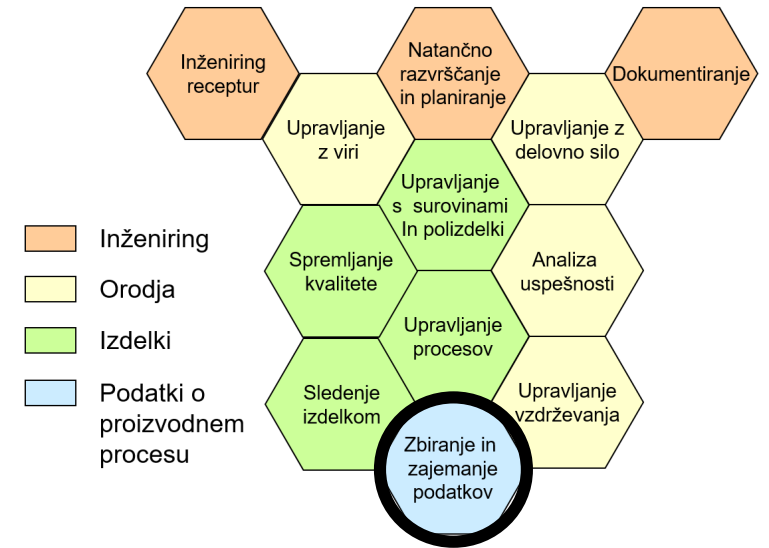 Inženiring
receptur
Natančno
razvrščanje
in planiranje
Dokumentiranje
Upravljanje
z viri
Upravljanje z
delovno silo
Upravljanje
s surovinami
In polizdelki
Spremljanje
kvalitete
Analiza
uspešnosti
Upravljanje
procesov
Sledenje
izdelkom
Upravljanje
vzdrževanja
Zbiranje in
zajemanje
podatkov
Inženiring
Orodja
Izdelki
Podatki o
proizvodnem
procesu